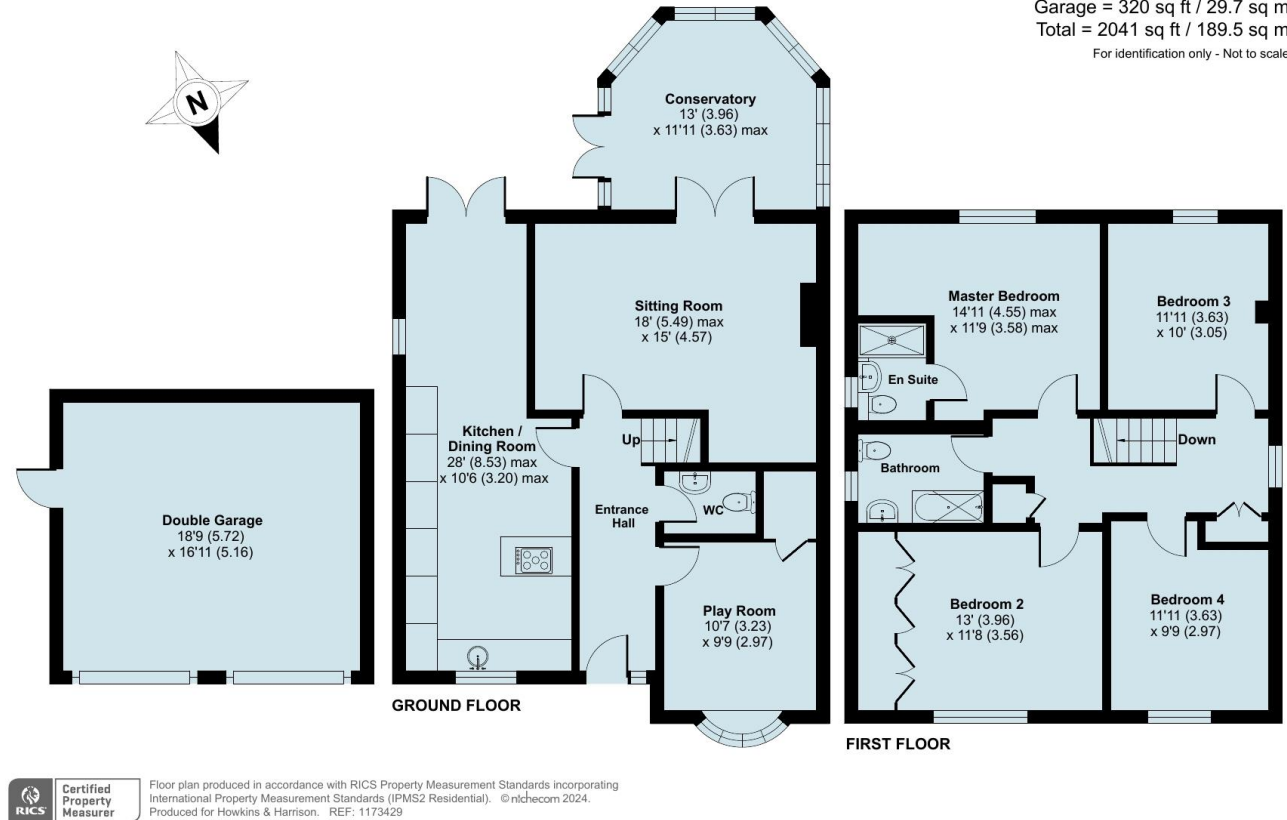 Garage = 320 sq ft / 29.7 sq m
Total = 2041 sq ft / 189.5 sq m
For identification only - Not to scale
N
Conservatory
13' (3.96)
x 11'11 (3.63) max
Sitting Room
18' (5.49) max
x 15' (4.57)
Master Bedroom
14'11 (4.55) max
x 11'9 (3.58) max
Bedroom 3
11'11 (3.63)
x 10' (3.05)
En Suite
Kitchen /
Dining Room
28' (8.53) max
x 10'6 (3.20) max
Up
Down
Bathroom
Entrance
Hall
WC
Double Garage
18'9 (5.72)
x 16'11 (5.16)
Play Room
10'7 (3.23)
x 9'9 (2.97)
Bedroom 2
13' (3.96)
x 11'8 (3.56)
Bedroom 4
11'11 (3.63)
x 9'9 (2.97)
GROUND FLOOR
FIRST FLOOR
RICS
Certified
Property
Measurer
Floor plan produced in accordance with RICS Property Measurement Standards incorporating
International Property Measurement Standards (IPMS2 Residential). © nichecom 2024.
Produced for Howkins & Harrison. REF: 1173429